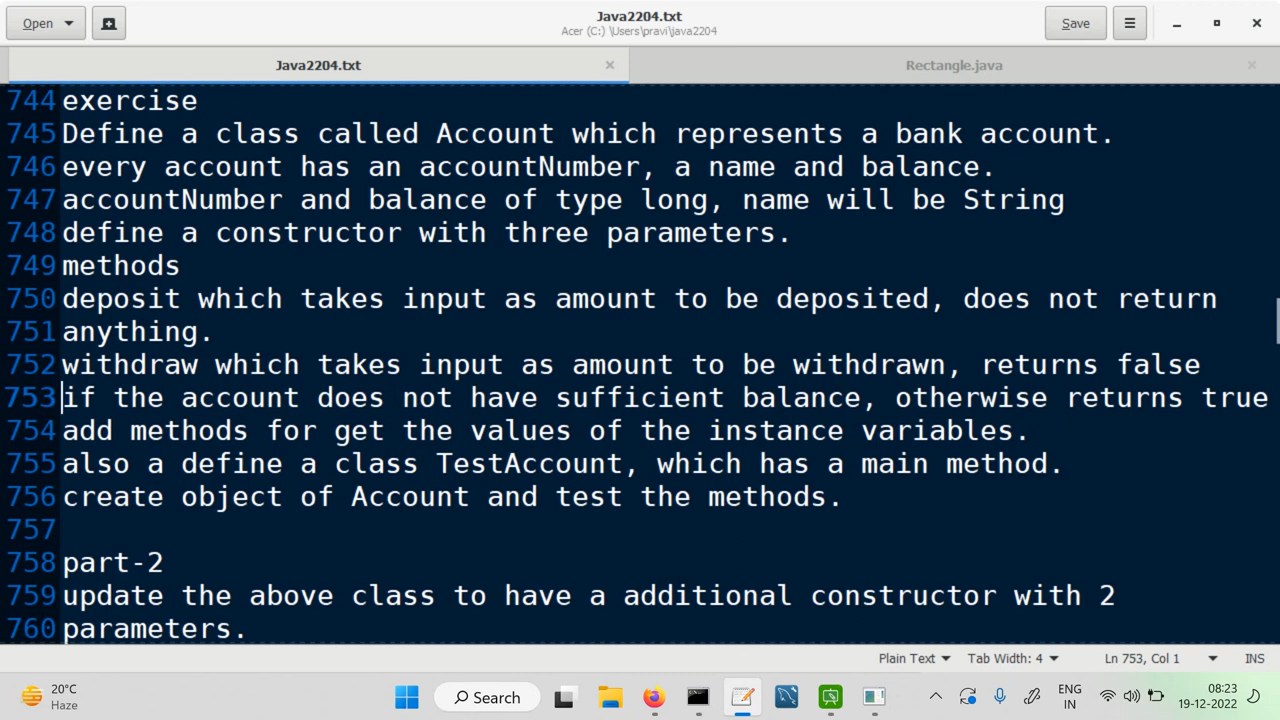 Open
Java2204.txt
Acer (C:) \Users\pravi\java2204
Save
Java2204.txt
Rectangle.java
744 exercise
745 Define a class called Account which represents a bank account.
746 every account has an accountNumber, a name and balance.
747 accountNumber and balance of type long, name will be String
748 define a constructor with three parameters.
749 methods
750 deposit which takes input as amount to be deposited, does not return
751 anything.
752 withdraw which takes input as amount to be withdrawn, returns false
753 if the account does not have sufficient balance, otherwise returns true
754 add methods for get the values of the instance variables.
755 also a define a class TestAccount, which has a main method.
756 create object of Account and test the methods.
757
758 part-2
759 update the above class to have a additional constructor with 2
760 parameters.
Plain Text Tab Width: 4 Ln 753, Col 1 INS
20°C
Haze
Search
ENG
IN
08:23
19-12-2022